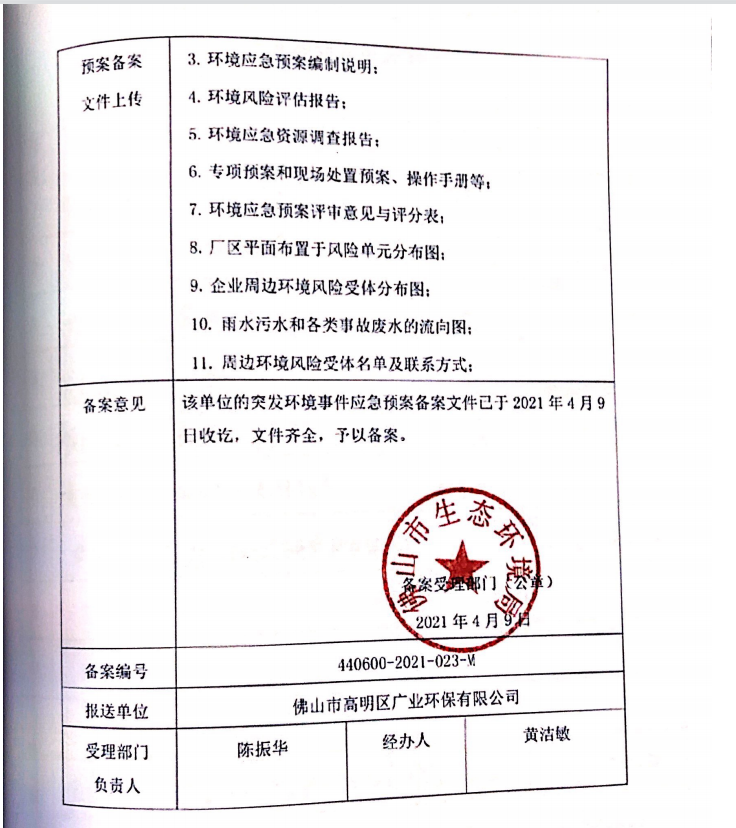 预案备案
文件上传
3. 环境应急预案编制说明;
4. 环境风险评估报告;
5. 环境应急资源调查报告;
6. 专项预案和现场处置预案、操作手册等;
7. 环境应急预案评审意见与评分表;
8. 厂区平面布置于风险单元分布图;
9. 企业周边环境风险受体分布图;
10. 雨水污水和各类事故废水的流向图;
11. 周边环境风险受体名单及联系方式;
备案意见
该单位的突发环境事件应急预案备案文件已于 2021 年 4 月 9
日收讫，文件齐全，予以备案。
佛山市生态环境局
备案受理部门（公章）
2021 年 4 月 9 日
备案编号
440600-2021-023-M
报送单位
佛山市高明区广业环保有限公司
受理部门
负责人
陈振华
经办人
黄洁敏